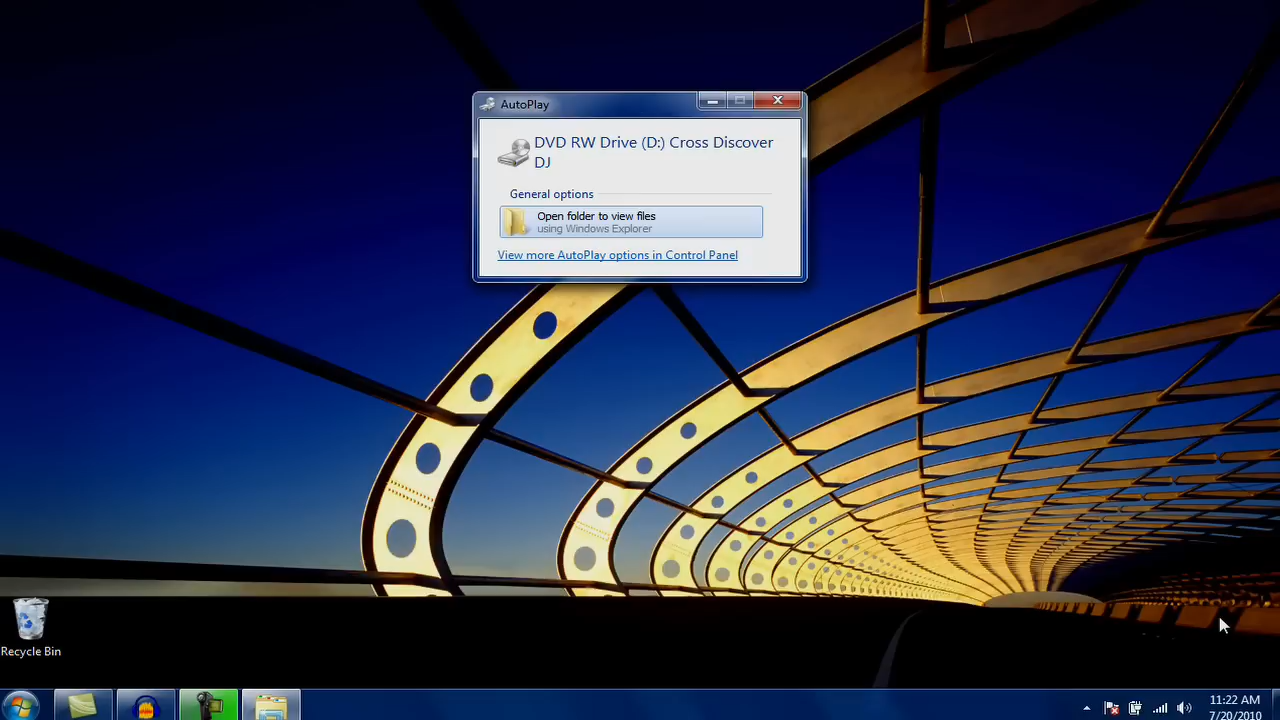 AutoPlay
DVD RW Drive (D:) Cross Discover
DJ
General options
Open folder to view files
using Windows Explorer
View more AutoPlay options in Control Panel
Recycle Bin
11:22 AM
7/20/2010